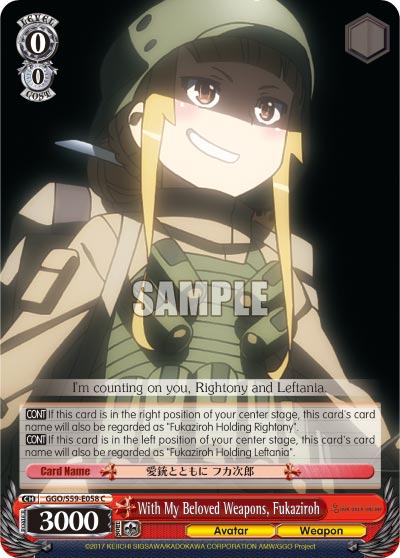 LEVEL
0
0
COST
SAMPLE
I'm counting on you, Rightony and Leftania.
CONT If this card is in the right position of your center stage, this card's card
name will also be regarded as "Fukaziroh Holding Rightony".
CONT If this card is in the left position of your center stage, this card's card
name will also be regarded as "Fukaziroh Holding Leftania".
Card Name 愛銃とともに フカ次郎
CH GGO/S59-E058 C
With My Beloved Weapons, Fukaziroh
POWER 3000
Avatar Weapon
©2017 KEIICHI SIGSAWA/KADOKAWA CORPORATION AMW/GGO Project